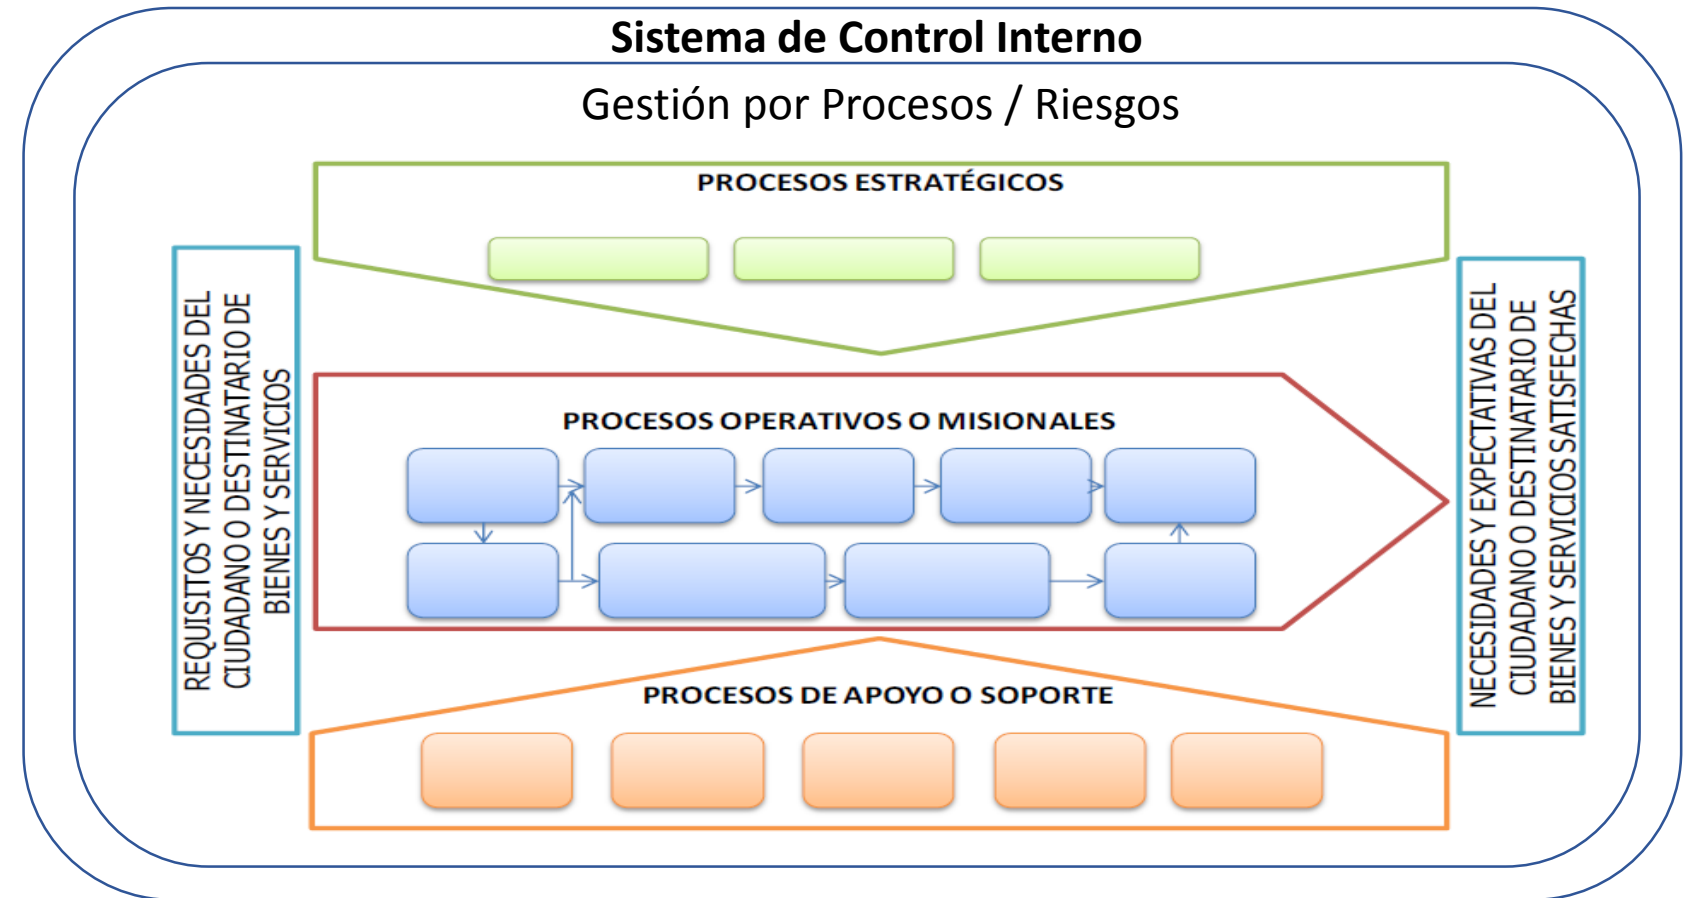 Sistema de Control Interno
Gestión por Procesos / Riesgos
PROCESOS ESTRATÉGICOS
REQUISITOS Y NECESIDADES DEL
CIUDADANO O DESTINATARIO DE
BIENES Y SERVICIOS
PROCESOS OPERATIVOS O MISIONALES
PROCESOS DE APOYO O SOPORTE
NECESIDADES Y EXPECTATIVAS DEL
CIUDADANO O DESTINATARIO DE
BIENES Y SERVICIOS SATISFECHAS